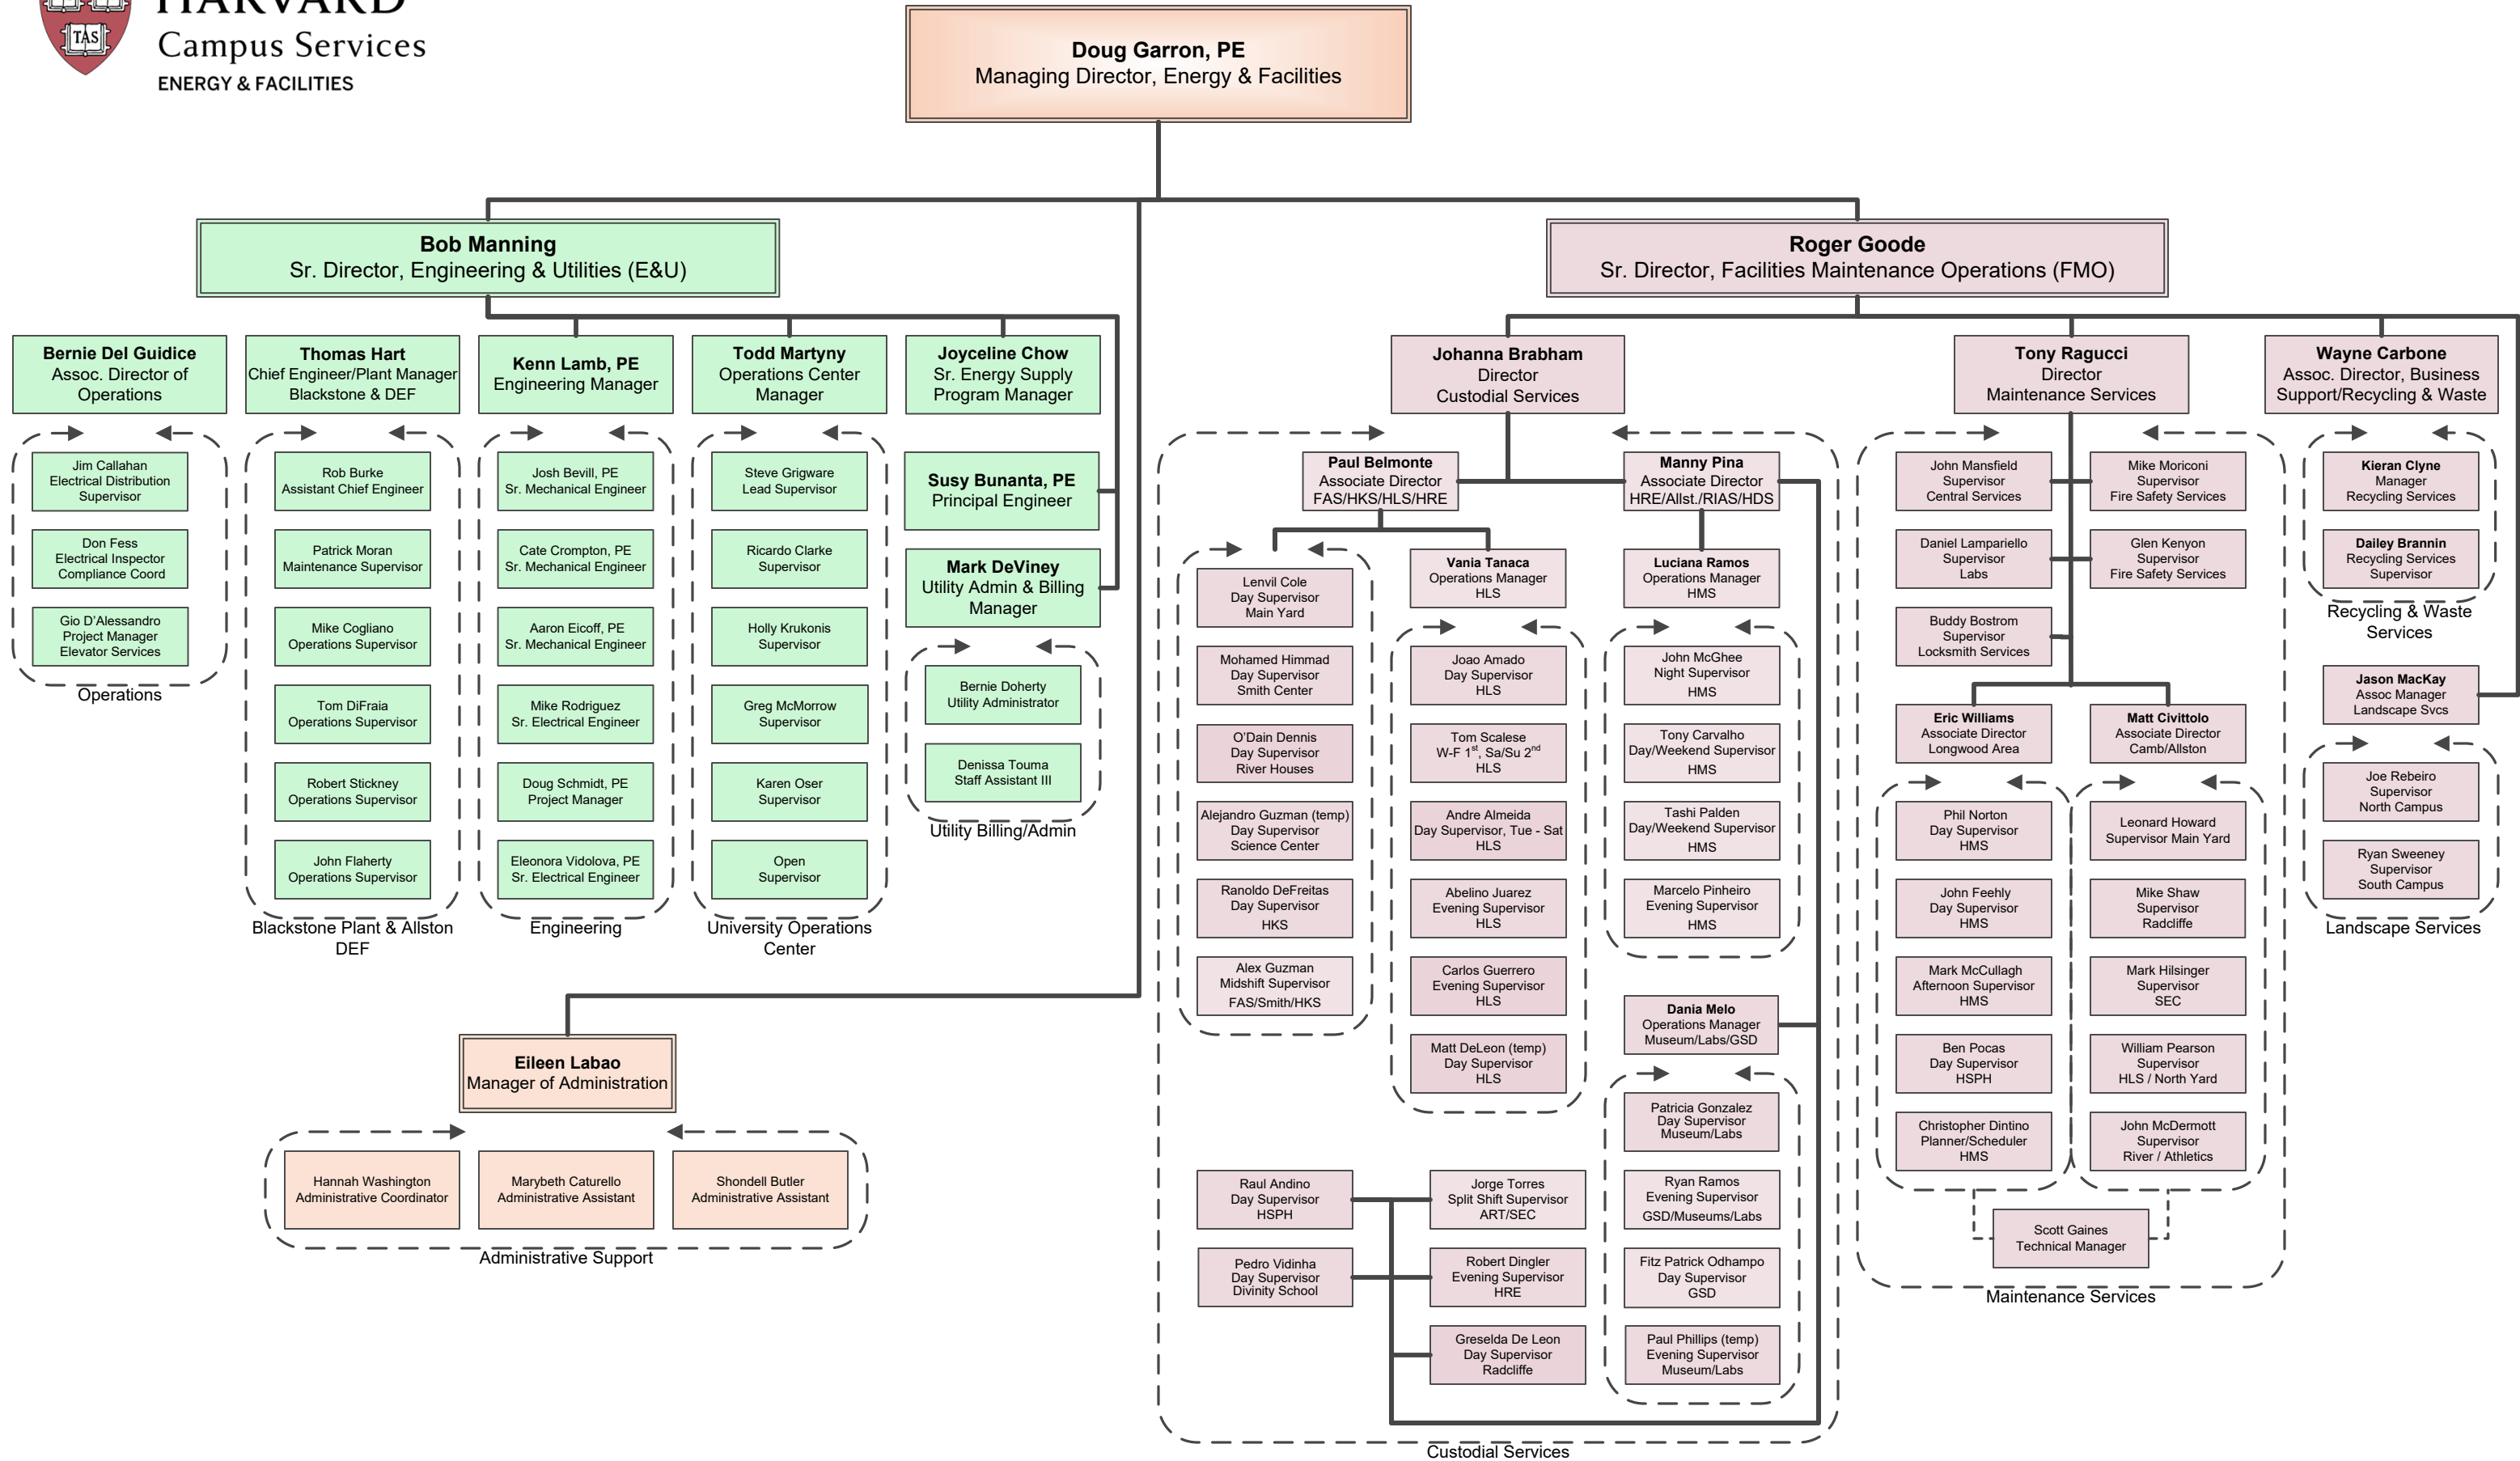 HARVARD
Campus Services
ENERGY & FACILITIES
TAS
Doug Garron, PE
Managing Director, Energy & Facilities
Bob Manning
Sr. Director, Engineering & Utilities (E&U)
Roger Goode
Sr. Director, Facilities Maintenance Operations (FMO)
Bernie Del Guidice
Assoc. Director of
Operations
Jim Callahan
Electrical Distribution
Supervisor
Don Fess
Electrical Inspector
Compliance Coord
Gio D'Alessandro
Project Manager
Elevator Services
Operations
Thomas Hart
Chief Engineer/Plant Manager
Blackstone & DEF
Rob Burke
Assistant Chief Engineer
Patrick Moran
Maintenance Supervisor
Mike Cogliano
Operations Supervisor
Tom DiFraia
Operations Supervisor
Robert Stickney
Operations Supervisor
John Flaherty
Operations Supervisor
Blackstone Plant & Allston
DEF
Kenn Lamb, PE
Engineering Manager
Josh Bevill, PE
Sr. Mechanical Engineer
Cate Crompton, PE
Sr. Mechanical Engineer
Aaron Eicoff, PE
Sr. Mechanical Engineer
Mike Rodriguez
Sr. Electrical Engineer
Doug Schmidt, PE
Project Manager
Eleonora Vidolova, PE
Sr. Electrical Engineer
Engineering
Todd Martyny
Operations Center
Manager
Steve Grigware
Lead Supervisor
Ricardo Clarke
Supervisor
Holly Krukonis
Supervisor
Greg McMorrow
Supervisor
Karen Oser
Supervisor
Open
Supervisor
University Operations
Center
Joyceline Chow
Sr. Energy Supply
Program Manager
Susy Bunanta, PE
Principal Engineer
Mark DeViney
Utility Admin & Billing
Manager
Bernie Doherty
Utility Administrator
Denissa Touma
Staff Assistant III
Utility Billing/Admin
Eileen Labao
Manager of Administration
Hannah Washington
Administrative Coordinator
Marybeth Caturello
Administrative Assistant
Shondell Butler
Administrative Assistant
Administrative Support
Johanna Brabham
Director
Custodial Services
Paul Belmonte
Associate Director
FAS/HKS/HLS/HRE
Manny Pina
Associate Director
HRE/Allst./RIAS/HDS
Lenvil Cole
Day Supervisor
Main Yard
Mohamed Himmad
Day Supervisor
Smith Center
O'Dain Dennis
Day Supervisor
River Houses
Alejandro Guzman (temp)
Day Supervisor
Science Center
Ranoldo DeFreitas
Day Supervisor
HKS
Alex Guzman
Midshift Supervisor
FAS/Smith/HKS
Vania Tanaca
Operations Manager
HLS
Joao Amado
Day Supervisor
HLS
Tom Scalese
W-F 1st, Sa/Su 2nd
HLS
Andre Almeida
Day Supervisor, Tue - Sat
HLS
Abelino Juarez
Evening Supervisor
HLS
Carlos Guerrero
Evening Supervisor
HLS
Matt DeLeon (temp)
Day Supervisor
HLS
Luciana Ramos
Operations Manager
HMS
John McGhee
Night Supervisor
HMS
Tony Carvalho
Day/Weekend Supervisor
HMS
Tashi Palden
Day/Weekend Supervisor
HMS
Marcelo Pinheiro
Evening Supervisor
HMS
Dania Melo
Operations Manager
Museum/Labs/GSD
Patricia Gonzalez
Day Supervisor
Museum/Labs
Ryan Ramos
Evening Supervisor
GSD/Museums/Labs
Fitz Patrick Odhampo
Day Supervisor
GSD
Paul Phillips (temp)
Evening Supervisor
Museum/Labs
Raul Andino
Day Supervisor
HSPH
Pedro Vidinha
Day Supervisor
Divinity School
Jorge Torres
Split Shift Supervisor
ART/SEC
Robert Dingler
Evening Supervisor
HRE
Greselda De Leon
Day Supervisor
Radcliffe
Custodial Services
Tony Ragucci
Director
Maintenance Services
John Mansfield
Supervisor
Central Services
Mike Moriconi
Supervisor
Fire Safety Services
Daniel Lampariello
Supervisor
Labs
Glen Kenyon
Supervisor
Fire Safety Services
Buddy Bostrom
Supervisor
Locksmith Services
Eric Williams
Associate Director
Longwood Area
Phil Norton
Day Supervisor
HMS
John Feehly
Day Supervisor
HMS
Mark McCullagh
Afternoon Supervisor
HMS
Ben Pocas
Day Supervisor
HSPH
Christopher Dintino
Planner/Scheduler
HMS
Matt Civittolo
Associate Director
Camb/Allston
Leonard Howard
Supervisor Main Yard
Mike Shaw
Supervisor
Radcliffe
Mark Hilsinger
Supervisor
SEC
William Pearson
Supervisor
HLS / North Yard
John McDermott
Supervisor
River / Athletics
Scott Gaines
Technical Manager
Maintenance Services
Wayne Carbone
Assoc. Director, Business
Support/Recycling & Waste
Kieran Clyne
Manager
Recycling Services
Dailey Brannin
Recycling Services
Supervisor
Recycling & Waste
Services
Jason MacKay
Assoc Manager
Landscape Svcs
Joe Rebeiro
Supervisor
North Campus
Ryan Sweeney
Supervisor
South Campus
Landscape Services